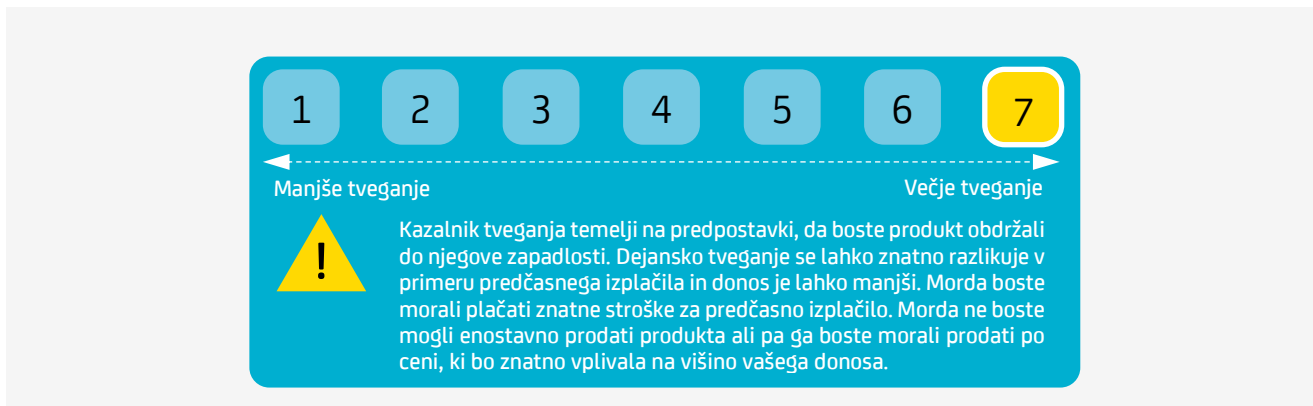 1 2 3 4 5 6 7
Manjše tveganje Večje tveganje
! Kazalnik tveganja temelji na predpostavki, da boste produkt obdržali
do njegove zapadlosti. Dejansko tveganje se lahko znatno razlikuje v
primeru predčasnega izplačila in donos je lahko manjši. Morda boste
morali plačati znatne stroške za predčasno izplačilo. Morda ne boste
mogli enostavno prodati produkta ali pa ga boste morali prodati po
ceni, ki bo znatno vplivala na višino vašega donosa.